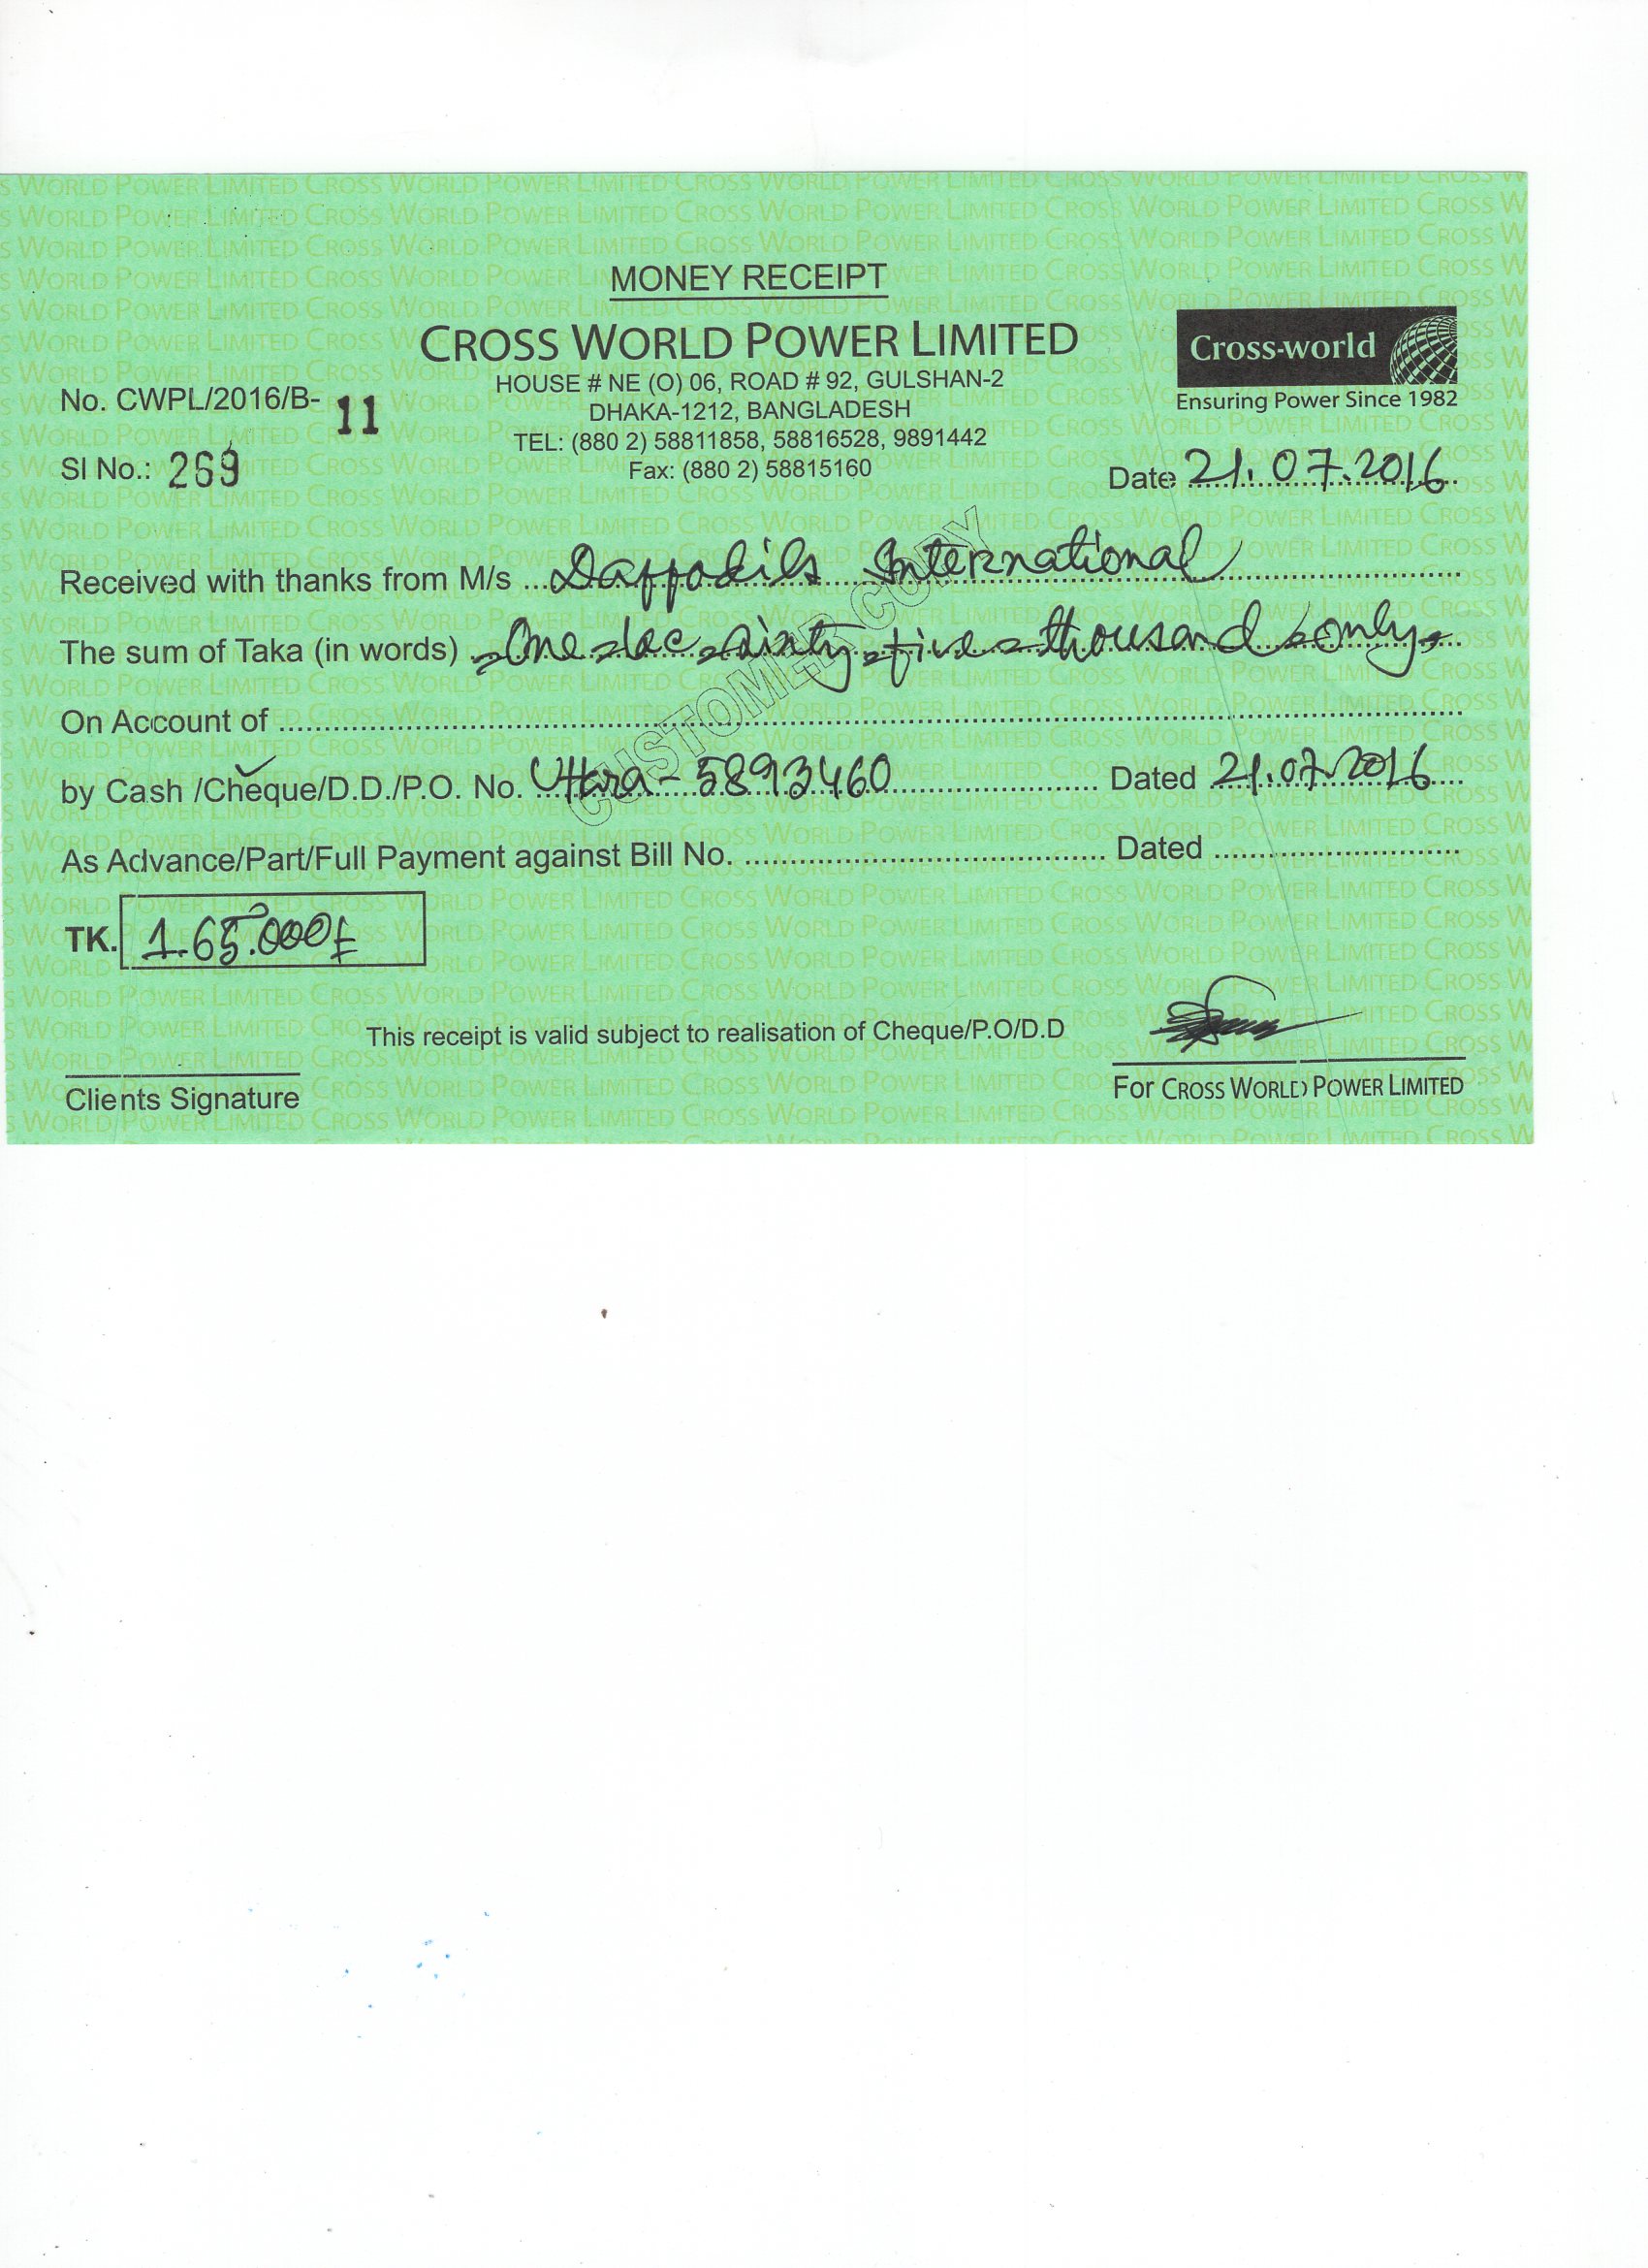 MONEY RECEIPT
CROSS WORLD POWER LIMITED
Cross-world
Ensuring Power Since 1982
HOUSE # NE (O) 06, ROAD # 92, GULSHAN-2
DHAKA-1212, BANGLADESH
TEL: (880 2) 58811858, 58816528, 9891442
Fax: (880 2) 58815160
No. CWPL/2016/B- 11
Sl No.: 269
Date 21.07.2016
CUSTOMER COPY
Received with thanks from M/s Daffodils International
The sum of Taka (in words) =One=lac=sixty=five=thousand=only=
On Account of
by Cash /Cheque/D.D./P.O. No. Uttra - 5893460 Dated 21.07.2016
As Advance/Part/Full Payment against Bill No. Dated
TK. 1.65.000/=
This receipt is valid subject to realisation of Cheque/P.O/D.D
Clients Signature
For CROSS WORLD POWER LIMITED